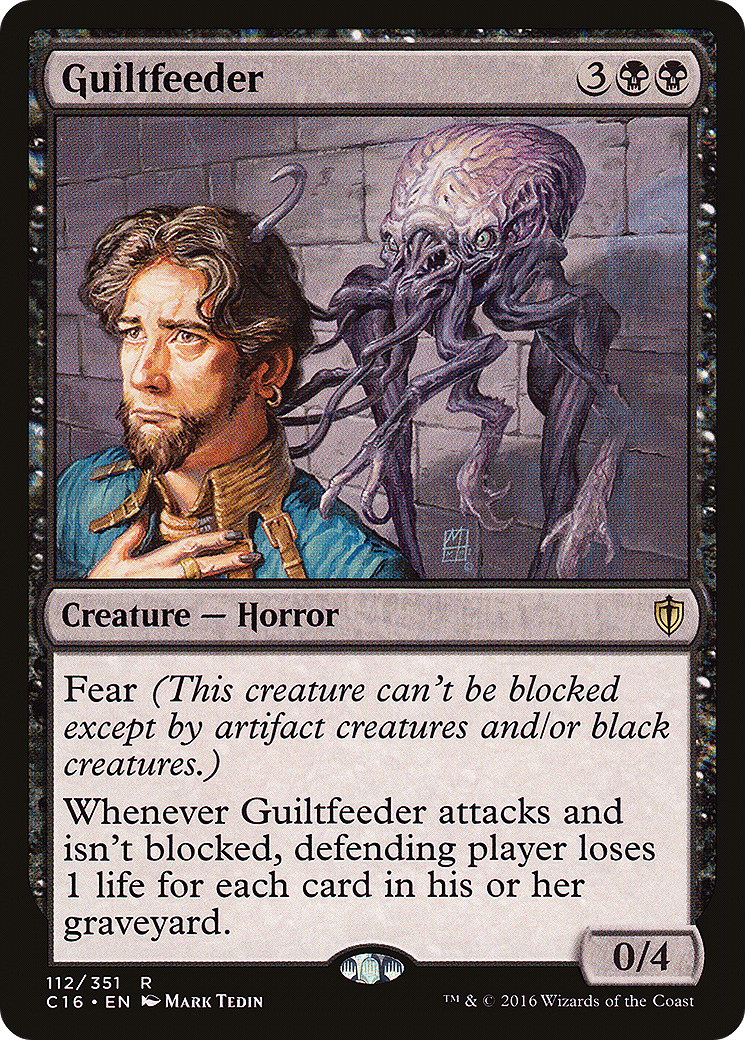 Guiltfeeder 3
Creature — Horror
Fear (This creature can't be blocked
except by artifact creatures and/or black
creatures.)
Whenever Guiltfeeder attacks and
isn't blocked, defending player loses
1 life for each card in his or her
graveyard.
0/4
112/351 R
C16 • EN Mark Tedin
™ & © 2016 Wizards of the Coast